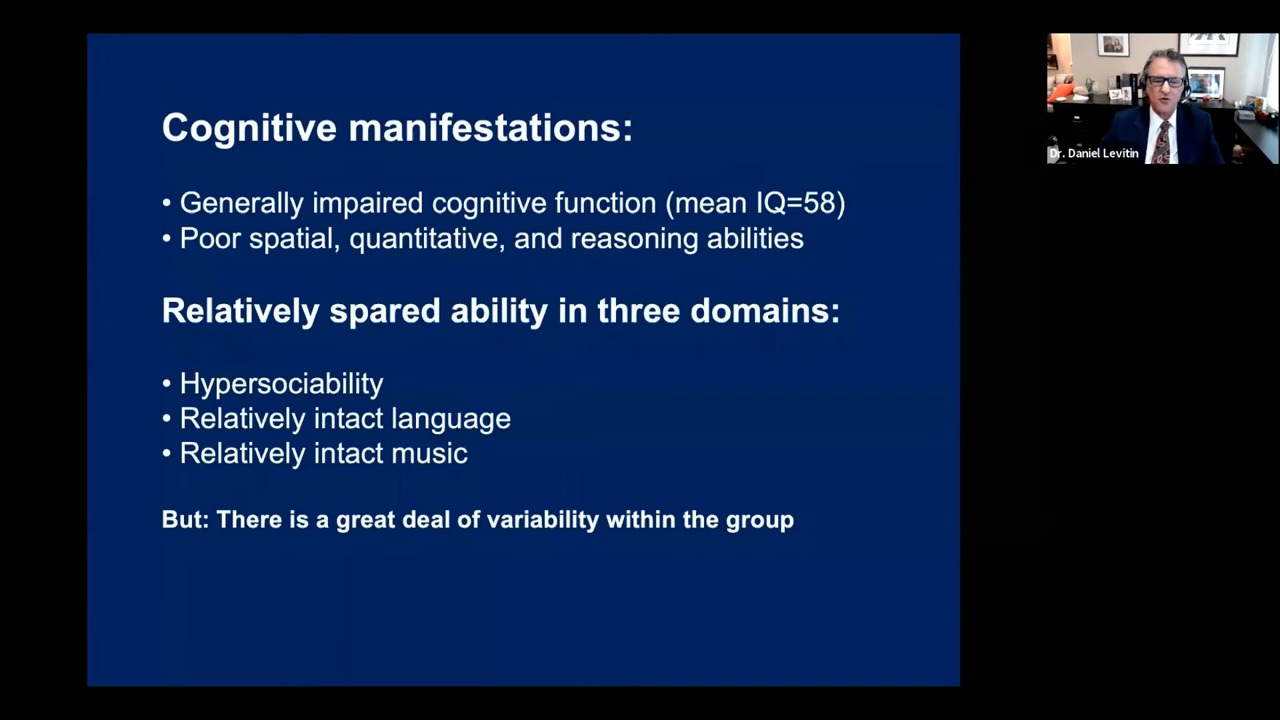 Cognitive manifestations:
• Generally impaired cognitive function (mean IQ=58)
• Poor spatial, quantitative, and reasoning abilities
Relatively spared ability in three domains:
• Hypersociability
• Relatively intact language
• Relatively intact music
But: There is a great deal of variability within the group
Dr. Daniel Levitin